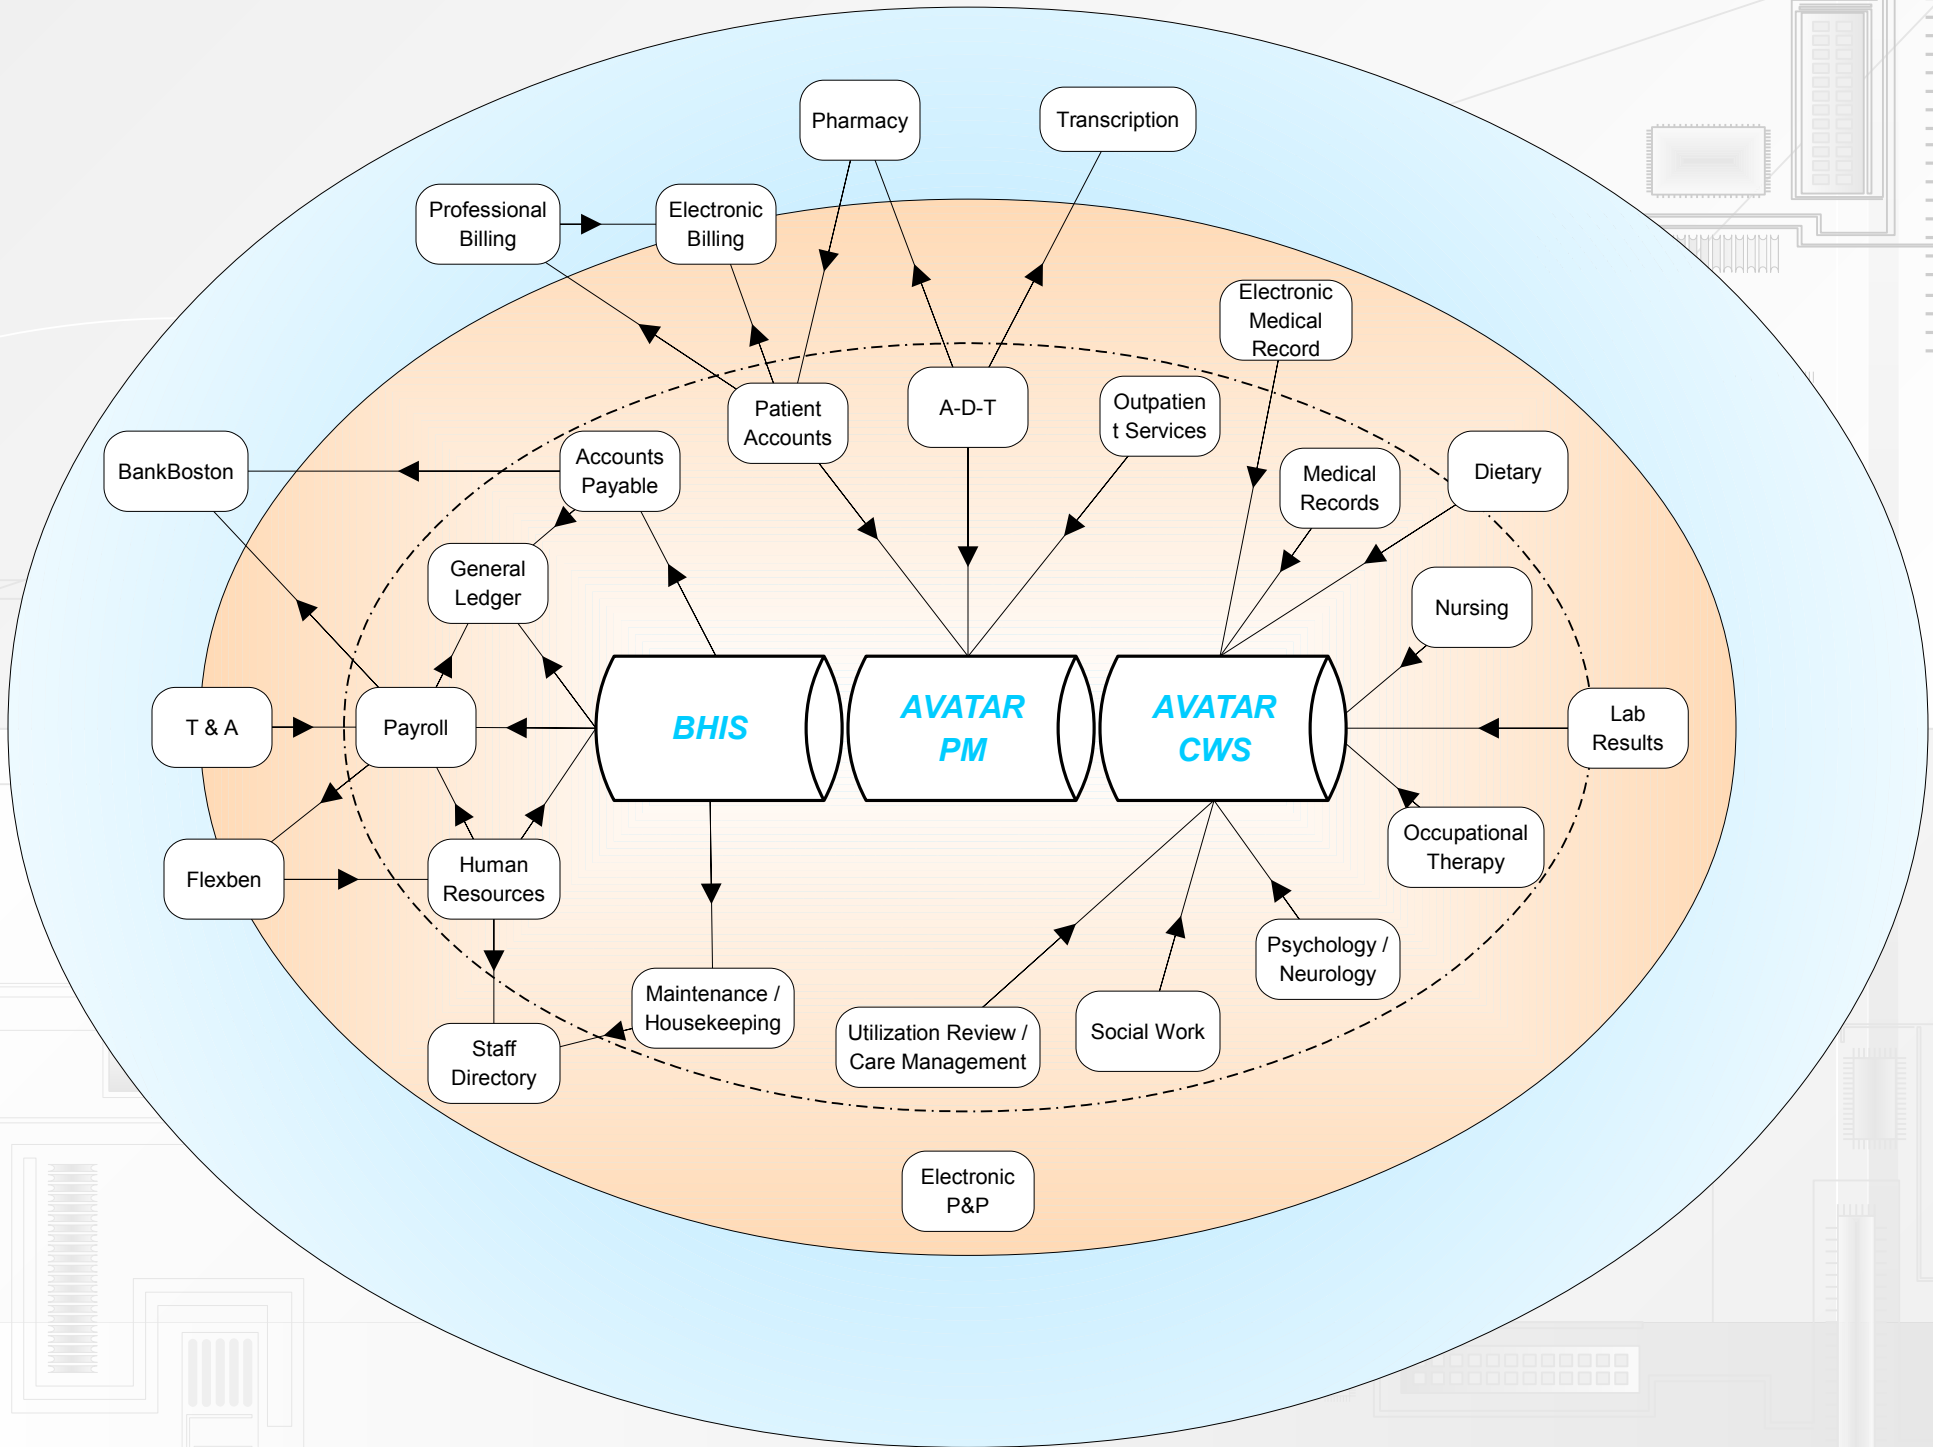 Pharmacy
Transcription
Professional
Billing
Electronic
Billing
Electronic
Medical
Record
Patient
Accounts
A-D-T
Outpatien
t Services
BankBoston
Accounts
Payable
Medical
Records
Dietary
General
Ledger
Nursing
T & A
Payroll
BHIS
AVATAR
PM
AVATAR
CWS
Lab
Results
Flexben
Human
Resources
Occupational
Therapy
Psychology /
Neurology
Maintenance /
Housekeeping
Staff
Directory
Utilization Review /
Care Management
Social Work
Electronic
P&P